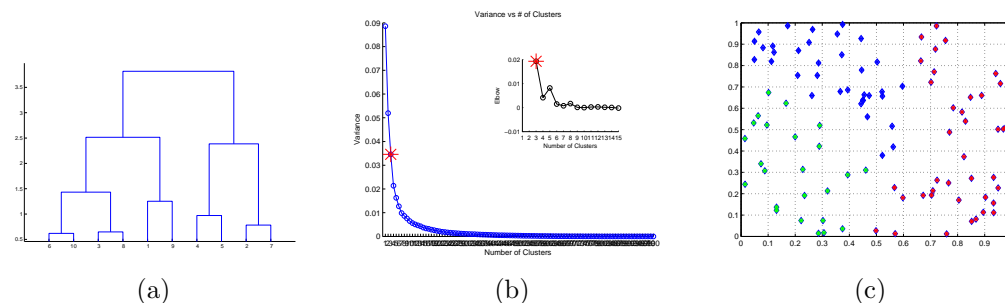 3.5
3
2.5
2
1.5
1
0.5
6 10 3 8 1 9 4 5 2 7
(a)
Variance vs # of Clusters
0.09
0.08
0.07
0.06
0.05
0.04
0.03
0.02
0.01
0
Variance
Number of Clusters
0.02
0.01
0
−0.01
Elbow
1 2 3 4 5 6 7 8 9 10 11 12 13 14 15
Number of Clusters
(b)
1
0.9
0.8
0.7
0.6
0.5
0.4
0.3
0.2
0.1
0
0 0.1 0.2 0.3 0.4 0.5 0.6 0.7 0.8 0.9
(c)